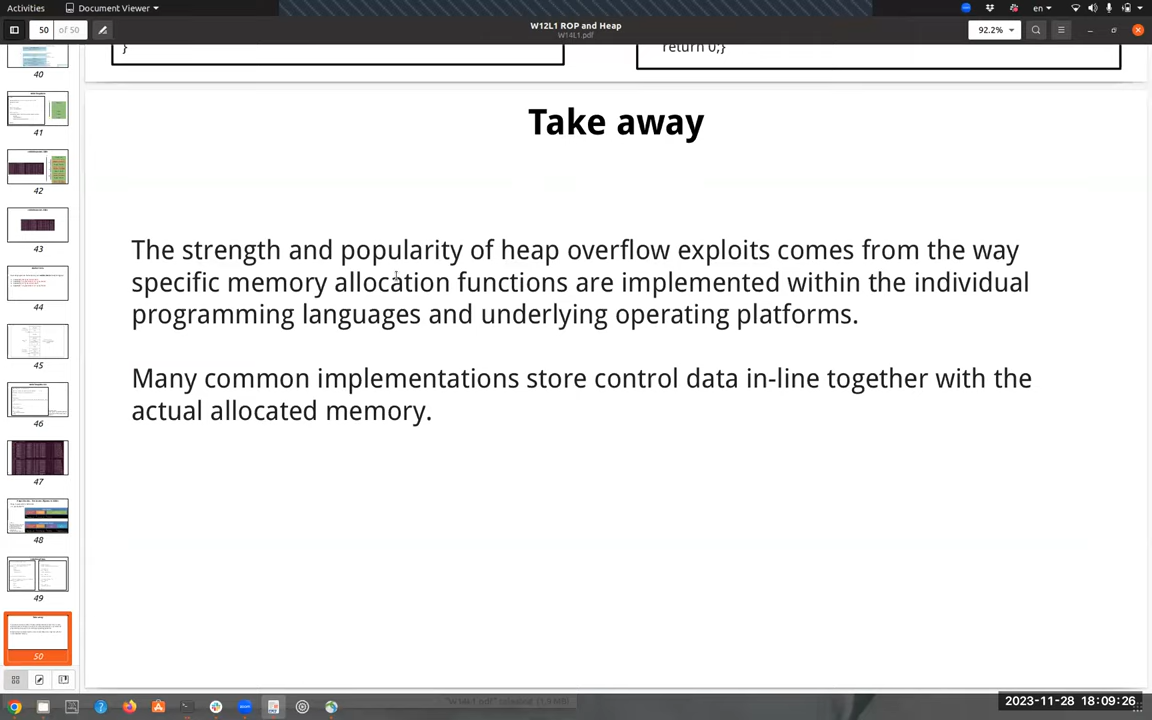 Activities
Document Viewer
en
50 of 50
W12L1 ROP and Heap
W14L1.pdf
92.2%
}
return 0;}
40
41
42
43
44
45
46
47
48
49
50
Take away
The strength and popularity of heap overflow exploits comes from the way
specific memory allocation functions are implemented within the individual
programming languages and underlying operating platforms.
Many common implementations store control data in-line together with the
actual allocated memory.
2023-11-28 18:09:26